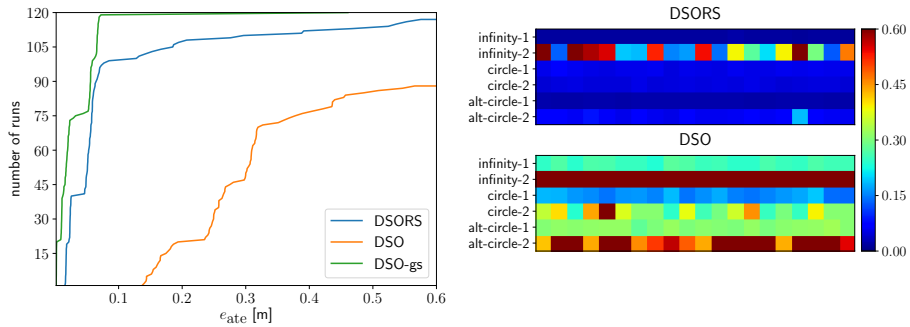 120
105
90
75
60
45
30
15
number of runs
0.1 0.2 0.3 0.4 0.5 0.6
e_ate [m]
DSORS
DSO
DSO-gs
DSORS
infinity-1
infinity-2
circle-1
circle-2
alt-circle-1
alt-circle-2
DSO
infinity-1
infinity-2
circle-1
circle-2
alt-circle-1
alt-circle-2
0.60
0.45
0.30
0.15
0.00